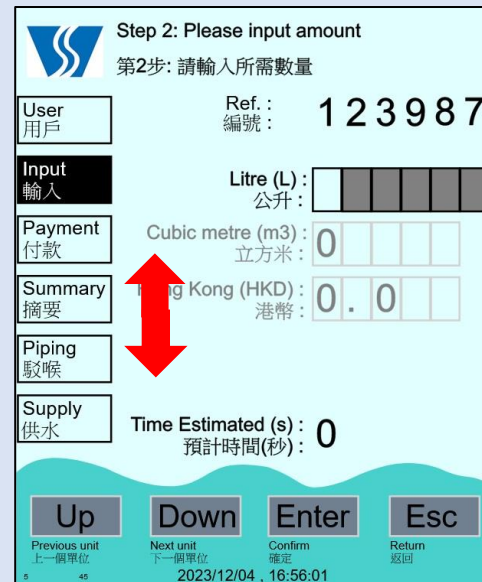 Step 2: Please input amount
第2步: 請輸入所需數量
User
用戶
Ref. :
編號 :
123987
Input
輸入
Litre (L) :
公升 :
Payment
付款
Cubic metre (m3) :
立方米 :
0
Summary
摘要
Kong (HKD) :
港幣 :
0.0
Piping
駁喉
Supply
供水
Time Estimated (s) :
預計時間(秒) :
0
Up
Down
Enter
Esc
Previous unit
上一個單位
Next unit
下一個單位
Confirm
確定
Return
返回
5 45
2023/12/04 , 16:56:01